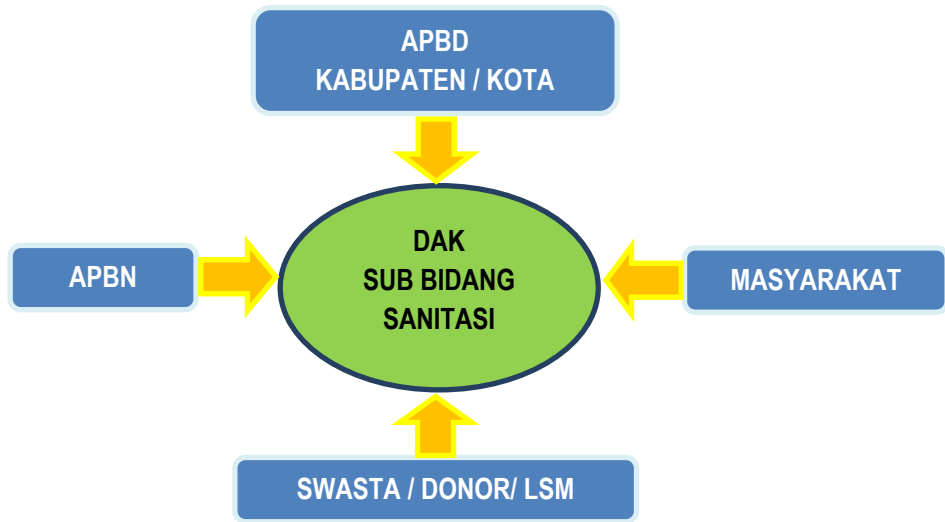 APBD
KABUPATEN / KOTA
APBN
DAK
SUB BIDANG
SANITASI
MASYARAKAT
SWASTA / DONOR/ LSM